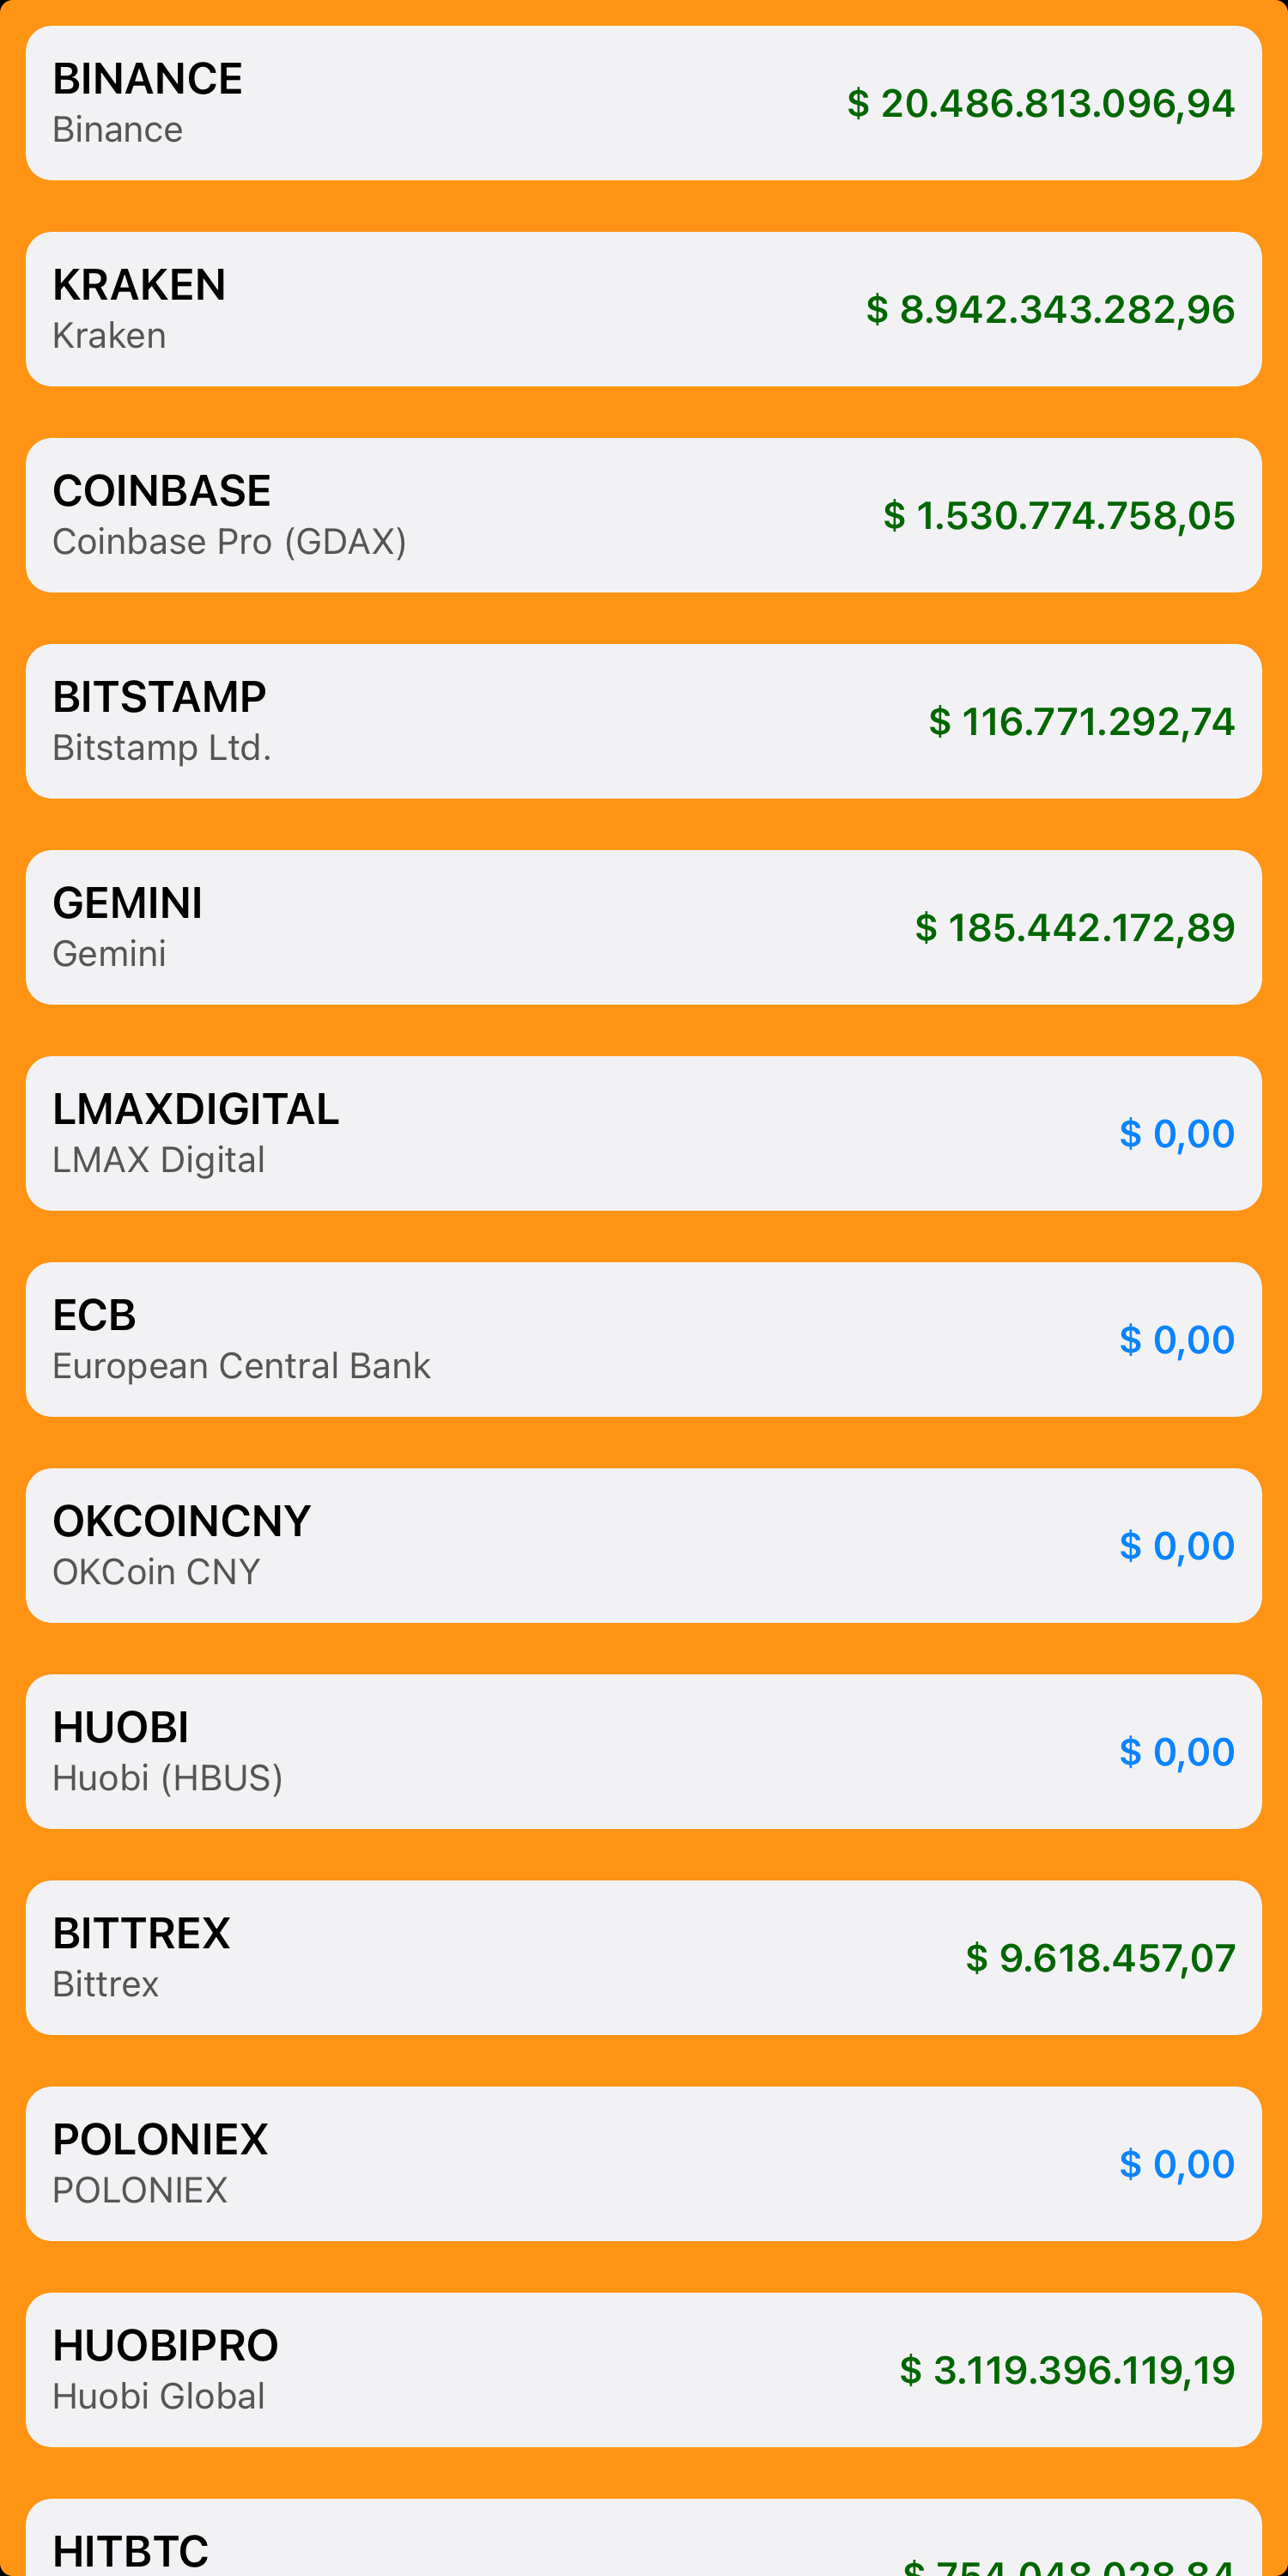 BINANCE
Binance
$ 20.486.813.096,94
KRAKEN
Kraken
$ 8.942.343.282,96
COINBASE
Coinbase Pro (GDAX)
$ 1.530.774.758,05
BITSTAMP
Bitstamp Ltd.
$ 116.771.292,74
GEMINI
Gemini
$ 185.442.172,89
LMAXDIGITAL
LMAX Digital
$ 0,00
ECB
European Central Bank
$ 0,00
OKCOINCNY
OKCoin CNY
$ 0,00
HUOBI
Huobi (HBUS)
$ 0,00
BITTREX
Bittrex
$ 9.618.457,07
POLONIEX
POLONIEX
$ 0,00
HUOBIPRO
Huobi Global
$ 3.119.396.119,19
HITBTC
$ 754.048.028,84